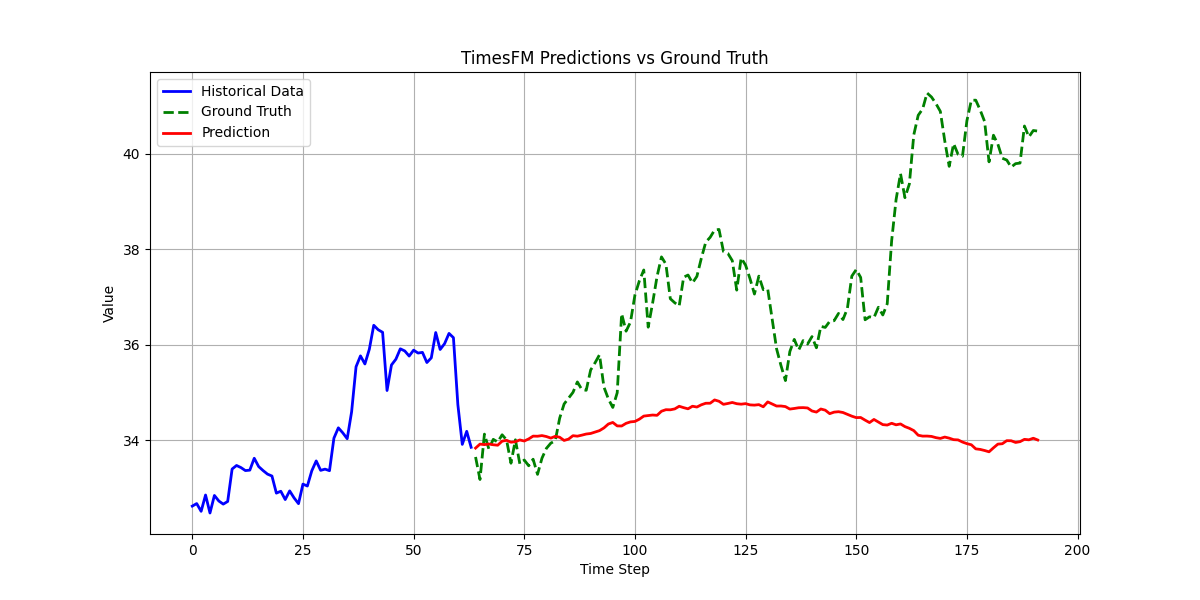 TimesFM Predictions vs Ground Truth
Historical Data
Ground Truth
Prediction
40
38
36
34
Value
0 25 50 75 100 125 150 175 200
Time Step